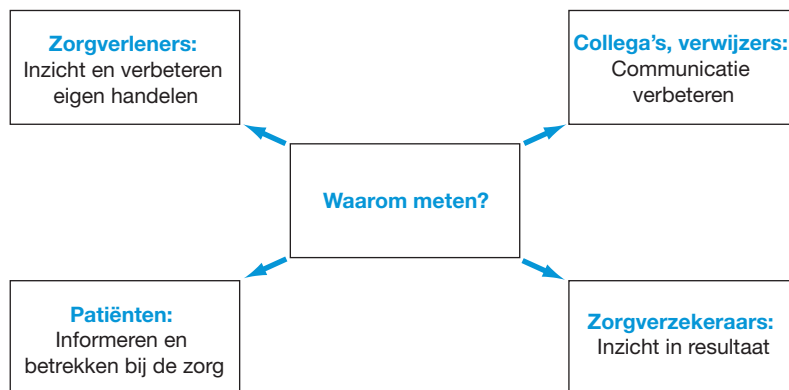 Zorgverleners:
Inzicht en verbeteren
eigen handelen
Collega’s, verwijzers:
Communicatie
verbeteren
Waarom meten?
Patiënten:
Informeren en
betrekken bij de zorg
Zorgverzekeraars:
Inzicht in resultaat